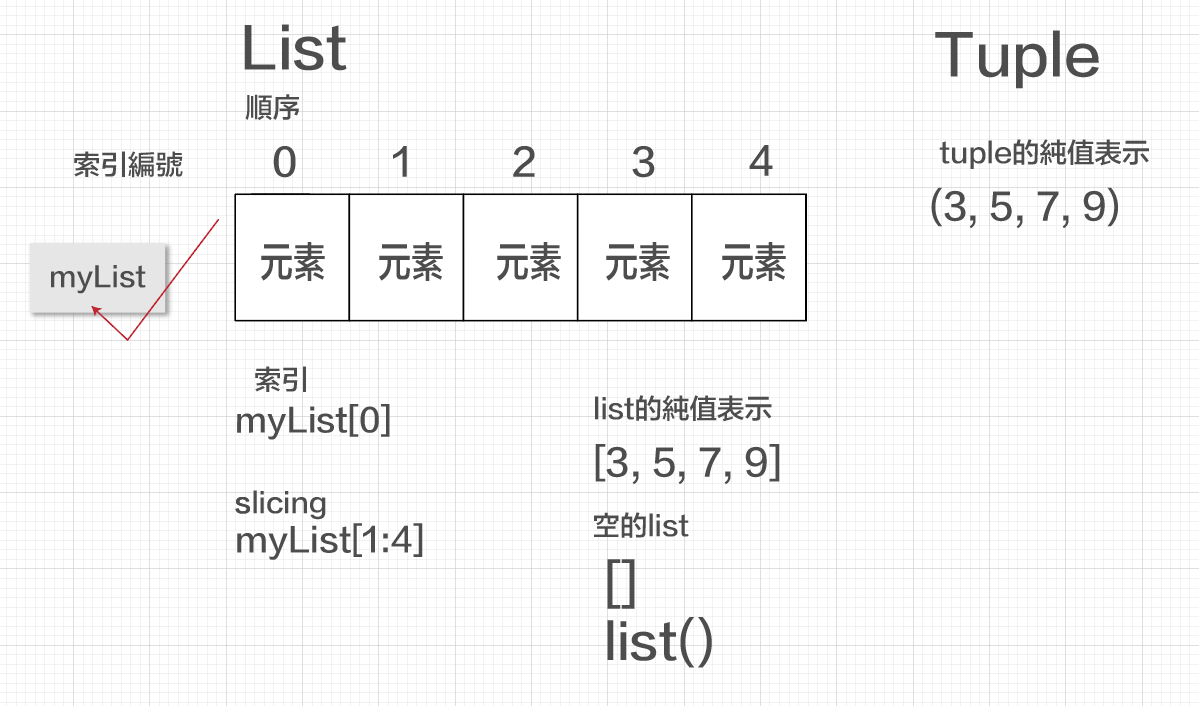 List
順序
索引編號
0 1 2 3 4
元素 元素 元素 元素 元素
myList
索引
myList[0]
slicing
myList[1:4]
list的純值表示
[3, 5, 7, 9]
空的list
[]
list()
Tuple
tuple的純值表示
(3, 5, 7, 9)